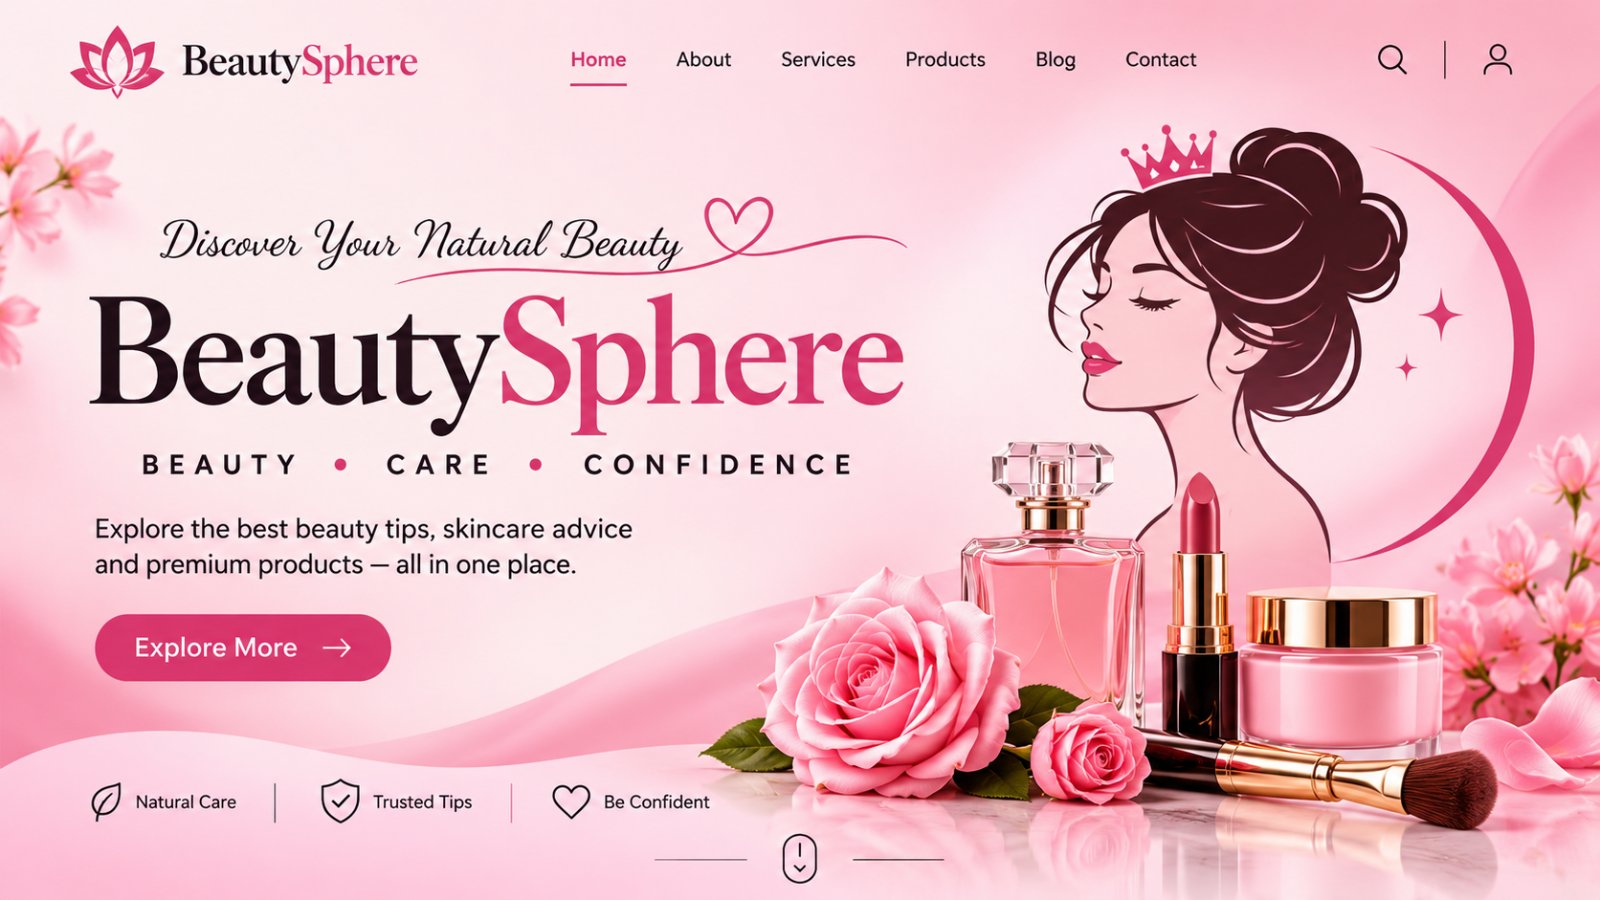 BeautySphere
Home About Services Products Blog Contact
Discover Your Natural Beauty
BeautySphere
BEAUTY • CARE • CONFIDENCE
Explore the best beauty tips, skincare advice
and premium products — all in one place.
Explore More →
Natural Care
Trusted Tips
Be Confident